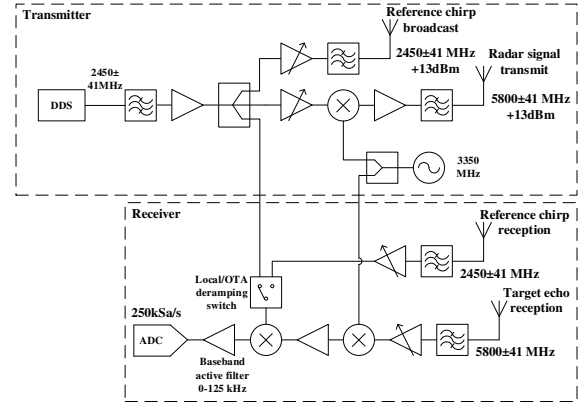 Transmitter
Reference chirp
broadcast
2450±41 MHz
+13dBm
Radar signal
transmit
5800±41 MHz
+13dBm
2450±
41MHz
DDS
3350
MHz
Receiver
Reference chirp
reception
2450±41 MHz
Local/OTA
deramping
switch
Target echo
reception
5800±41 MHz
250kSa/s
ADC
Baseband
active filter
0-125 kHz